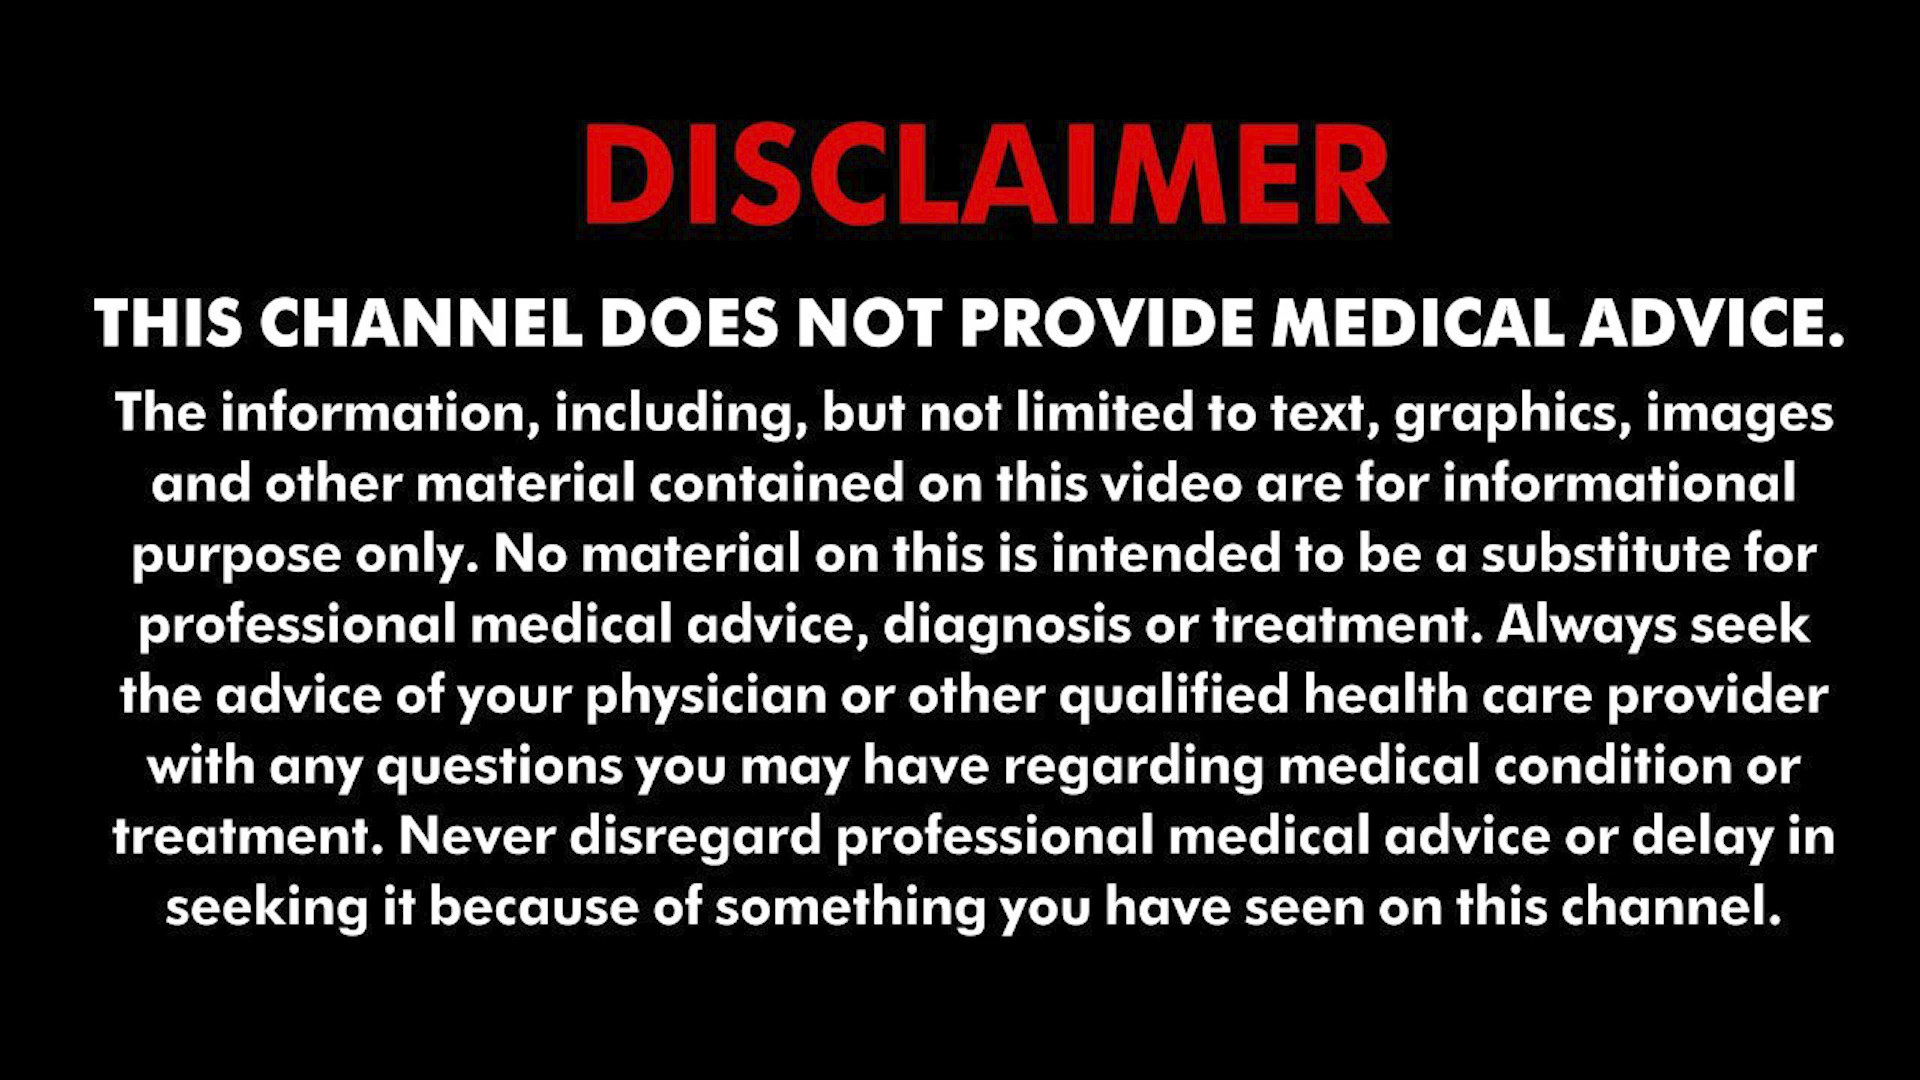 DISCLAIMER
THIS CHANNEL DOES NOT PROVIDE MEDICAL ADVICE.
The information, including, but not limited to text, graphics, images
and other material contained on this video are for informational
purpose only. No material on this is intended to be a substitute for
professional medical advice, diagnosis or treatment. Always seek
the advice of your physician or other qualified health care provider
with any questions you may have regarding medical condition or
treatment. Never disregard professional medical advice or delay in
seeking it because of something you have seen on this channel.